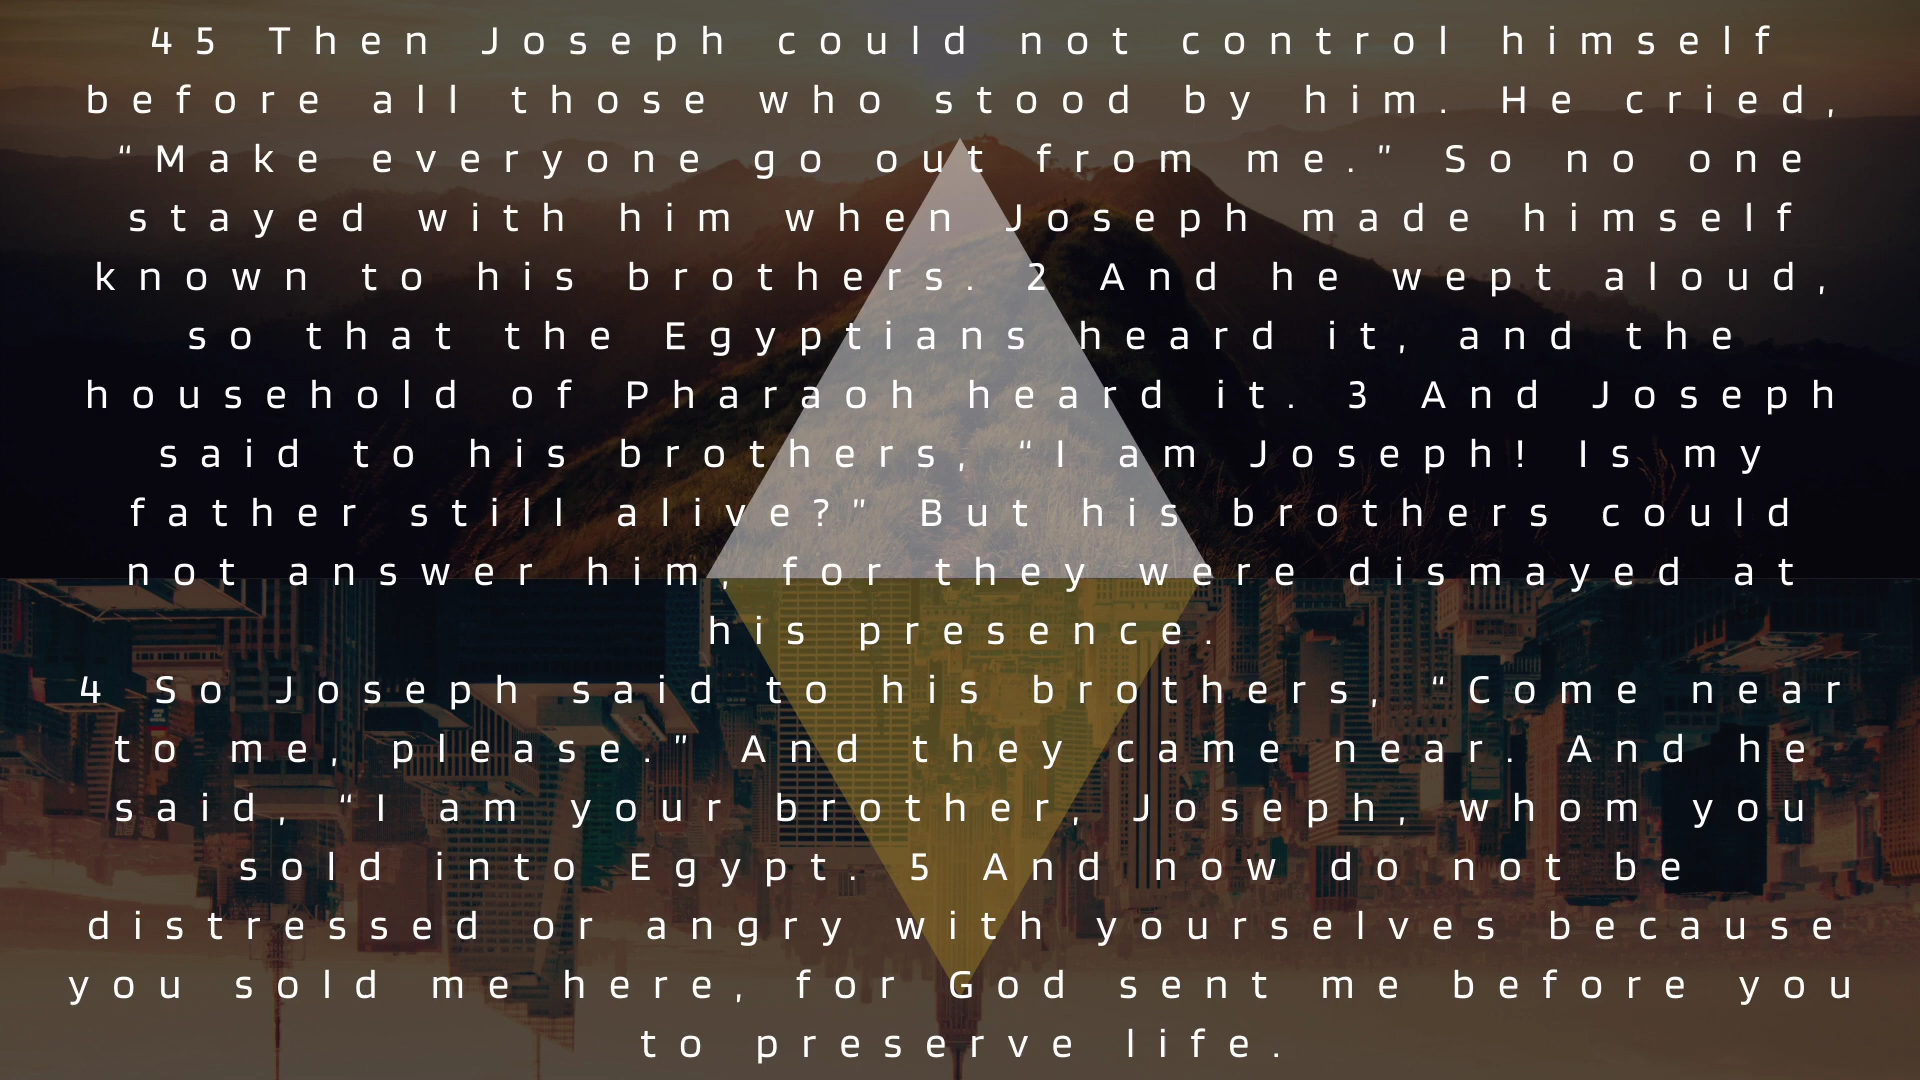 45 Then Joseph could not control himself
before all those who stood by him. He cried,
“Make everyone go out from me.” So no one
stayed with him when Joseph made himself
known to his brothers. 2 And he wept aloud,
so that the Egyptians heard it, and the
household of Pharaoh heard it. 3 And Joseph
said to his brothers, “I am Joseph! Is my
father still alive?” But his brothers could
not answer him, for they were dismayed at
his presence.
4 So Joseph said to his brothers, “Come near
to me, please.” And they came near. And he
said, “I am your brother, Joseph, whom you
sold into Egypt. 5 And now do not be
distressed or angry with yourselves because
you sold me here, for God sent me before you
to preserve life.